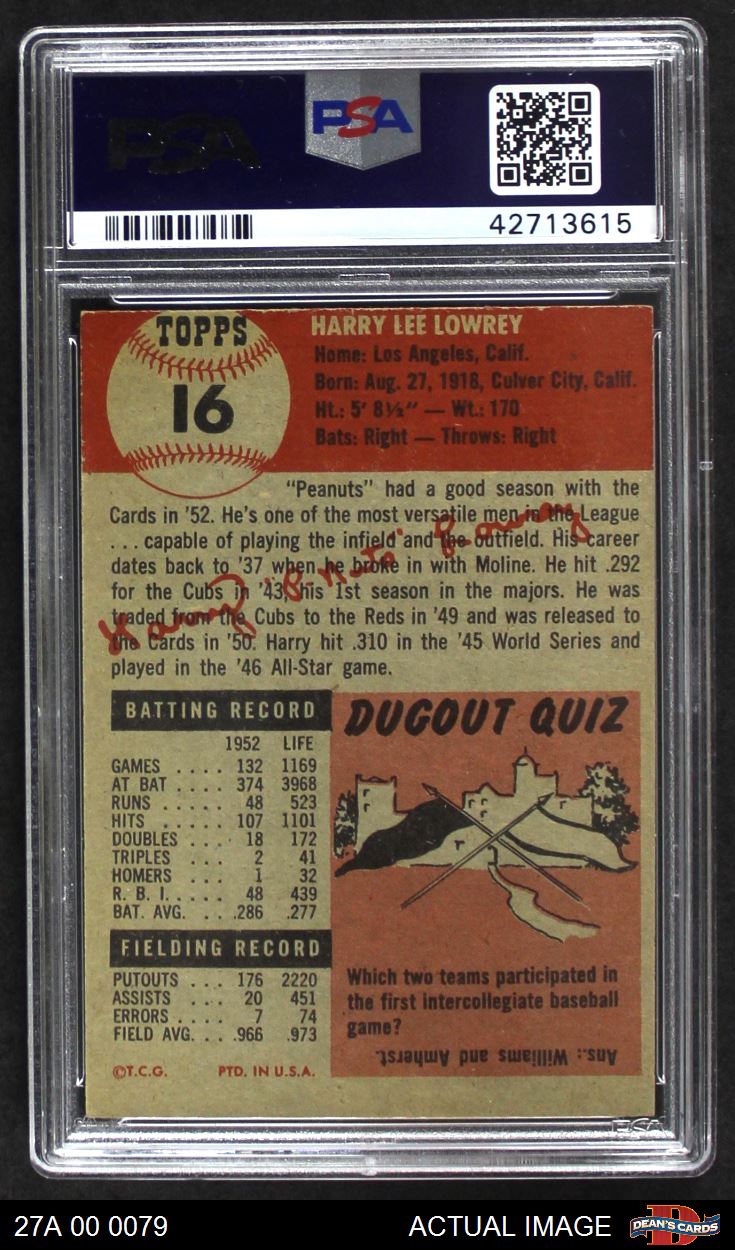 PSA
PSA
42713615
TOPPS
16
HARRY LEE LOWREY
Home: Los Angeles, Calif.
Born: Aug. 27, 1918, Culver City, Calif.
Ht.: 5' 8½" — Wt.: 170
Bats: Right — Throws: Right
"Peanuts" had a good season with the
Cards in '52. He's one of the most versatile men in the League
... capable of playing the infield and the outfield. His career
dates back to '37 when he broke in with Moline. He hit .292
for the Cubs in '43, his 1st season in the majors. He was
traded from the Cubs to the Reds in '49 and was released to
the Cards in '50. Harry hit .310 in the '45 World Series and
played in the '46 All-Star game.
Harry "P-Nuts" Lowrey
BATTING RECORD
1952 LIFE
GAMES .... 132 1169
AT BAT .... 374 3968
RUNS ..... 48 523
HITS ..... 107 1101
DOUBLES ... 18 172
TRIPLES ... 2 41
HOMERS ... 1 32
R. B. I. .... 48 439
BAT. AVG. .. .286 .277
FIELDING RECORD
PUTOUTS .. 176 2220
ASSISTS ... 20 451
ERRORS .... 7 74
FIELD AVG. .. .966 .973
©T.C.G. PTD. IN U.S.A.
DUGOUT QUIZ
Which two teams participated in
the first intercollegiate baseball
game?
Ans.: Williams and Amherst.
PSA
27A 00 0079 ACTUAL IMAGE
D
DEAN'S CARDS